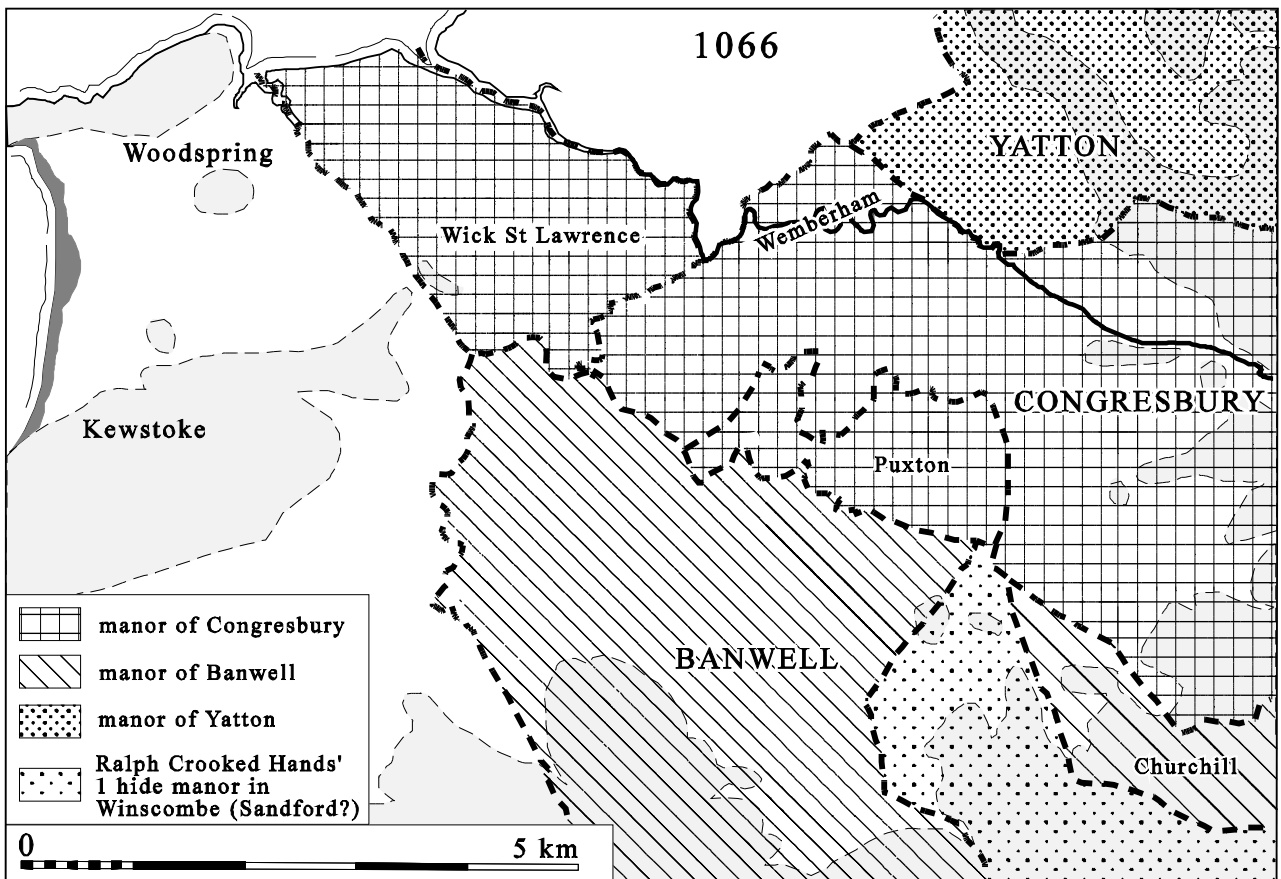 1066
YATTON
Woodspring
Wemberham
Wick St Lawrence
CONGRESBURY
Kewstoke
Puxton
BANWELL
Churchill
manor of Congresbury
manor of Banwell
manor of Yatton
Ralph Crooked Hands'
1 hide manor in
Winscombe (Sandford?)
0 5 km